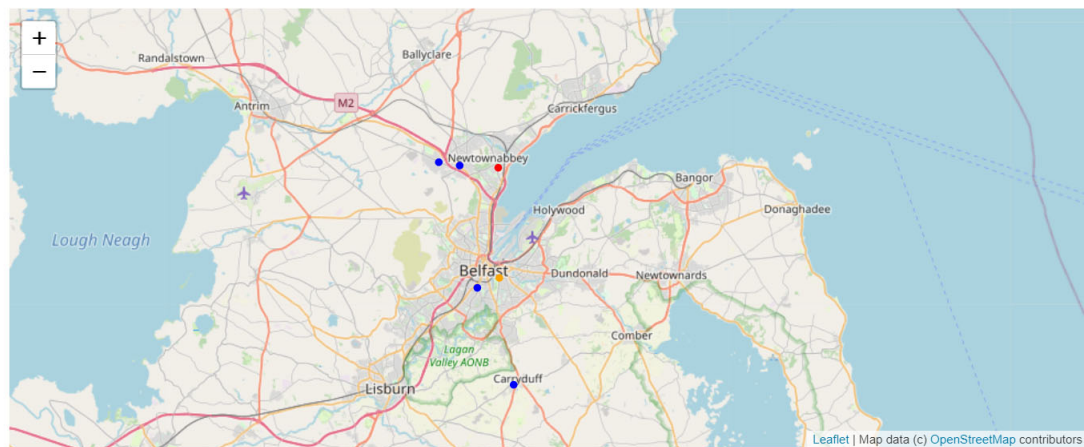 +
−
Randalstown
Ballyclare
Antrim
M2
Carrickfergus
Newtownabbey
Bangor
Holywood
Donaghadee
Lough Neagh
Belfast
Dundonald
Newtownards
Comber
Lagan
Valley AONB
Carryduff
Lisburn
Leaflet | Map data (c) OpenStreetMap contributors